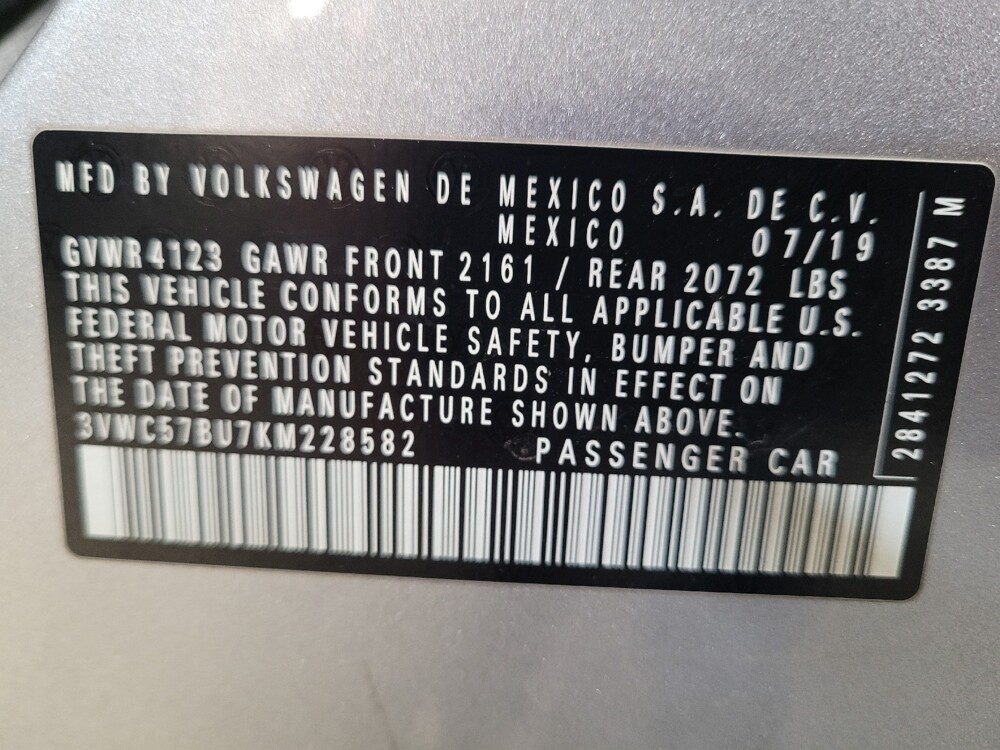 MFD BY VOLKSWAGEN DE MEXICO S.A. DE C.V.
MEXICO 07/19
GVWR4123 GAWR FRONT 2161 / REAR 2072 LBS
THIS VEHICLE CONFORMS TO ALL APPLICABLE U.S.
FEDERAL MOTOR VEHICLE SAFETY, BUMPER AND
THEFT PREVENTION STANDARDS IN EFFECT ON
THE DATE OF MANUFACTURE SHOWN ABOVE.
3VWC57BU7KM228582 PASSENGER CAR
2841272 3387 M